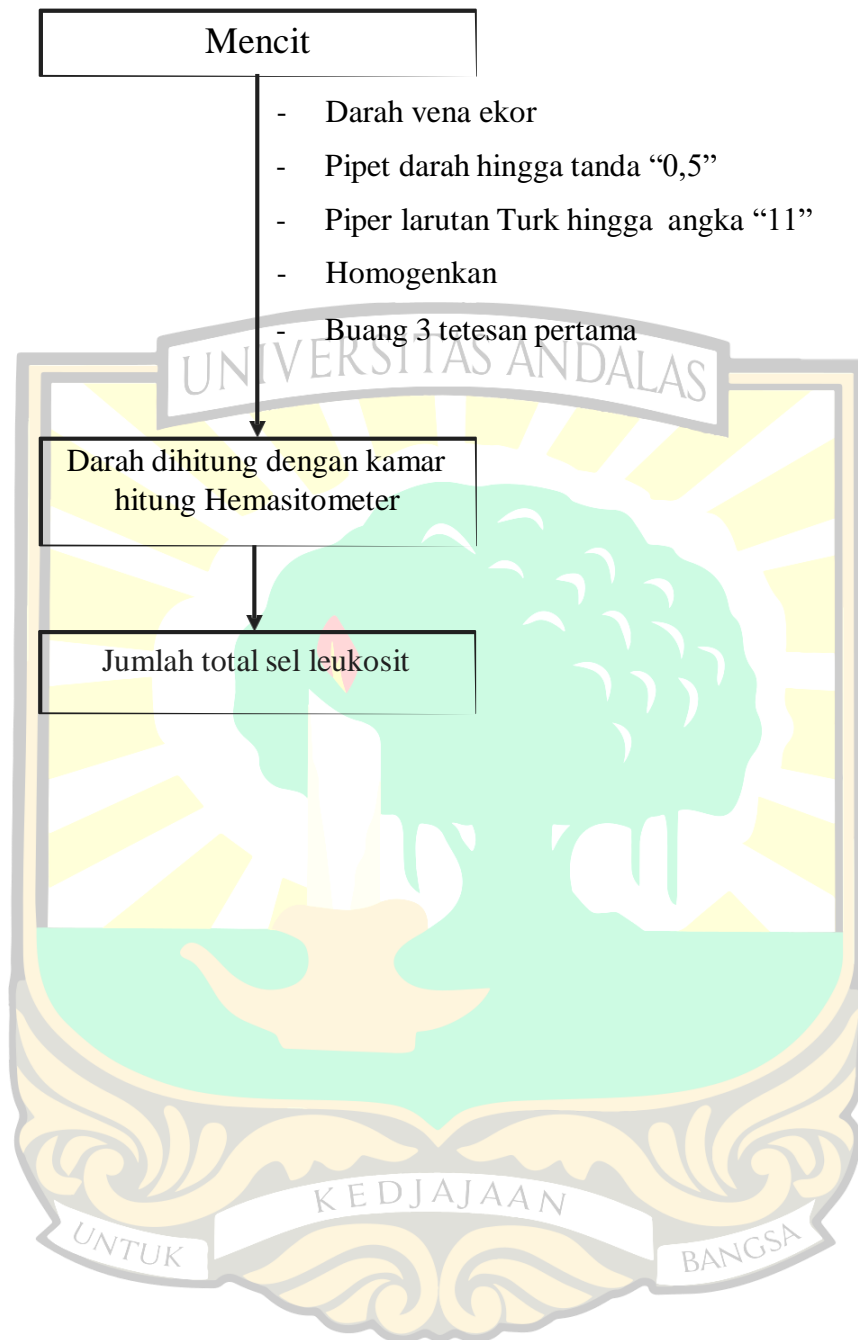 Mencit
- Darah vena ekor
- Pipet darah hingga tanda “0,5”
- Piper larutan Turk hingga angka “11”
- Homogenkan
- Buang 3 tetesan pertama
UNIVERSITAS ANDALAS
Darah dihitung dengan kamar
hitung Hemasitometer
Jumlah total sel leukosit
KEDJAJAAN
UNTUK
BANGSA